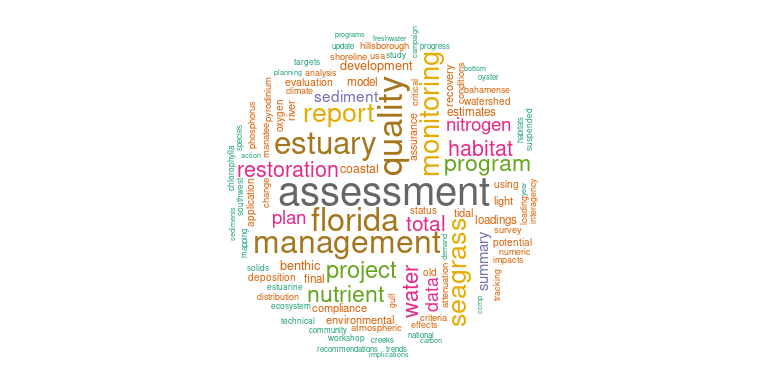 programs
freshwater
campaign
update
hillsborough
progress
shoreline
usa
study
targets
development
monitoring
bottom
planning
analysis
conditions
evaluation
model
quality
critical
recovery
oyster
climate
bahamense
sediment
watershed
phosphorus
pyrodinium
oxygen
river
report
estimates
suspended
species
manatee
estuary
assurance
nitrogen
habitats
action
habitat
chlorophylla
restoration
coastal
program
southwest
change
assessment
using
year
interagency
application
light
loading
sediments
plan
florida
status
tidal
total
loadings
mapping
management
demand
seagrass
summary
survey
potential
numeric
solids
benthic
project
water
data
old
attenuation
impacts
deposition
final
tracking
estuarine
nutrient
gulf
distribution
ecosystem
compliance
ccmp
technical
environmental
criteria
community
atmospheric
effects
workshop
creeks
national
carbon
recommendations
trends
implications